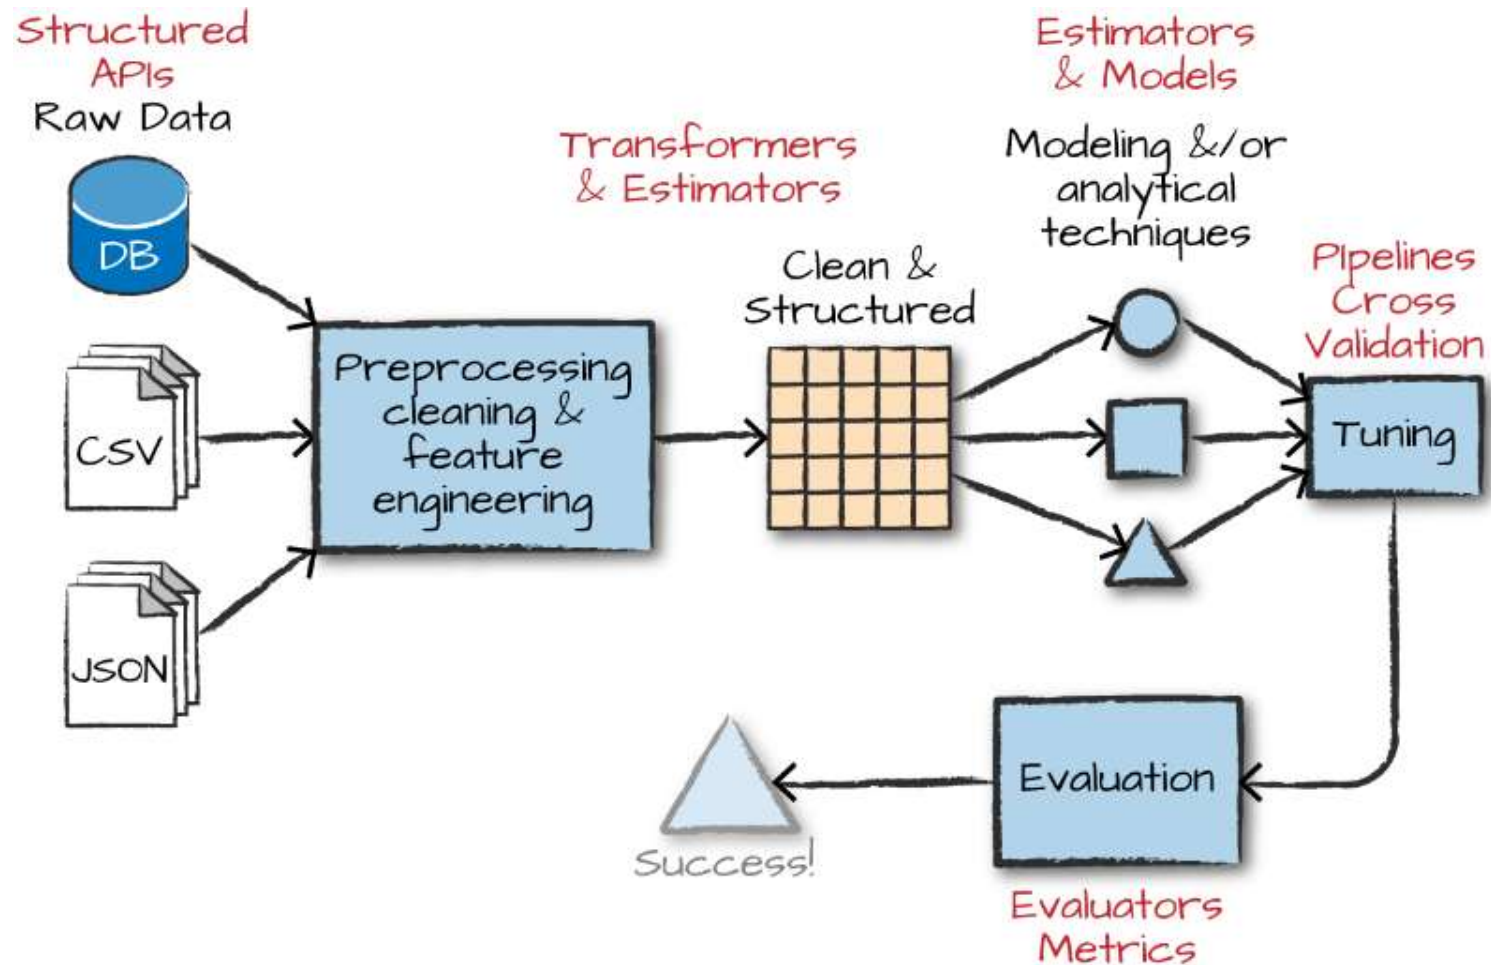 Structured
APIs
Raw Data
DB
CSV
JSON
Preprocessing
cleaning &
feature
engineering
Transformers
& Estimators
Clean &
Structured
Estimators
& Models
Modeling &/or
analytical
techniques
PIpelines
Cross
Validation
Tuning
Evaluation
Evaluators
Metrics
Success!